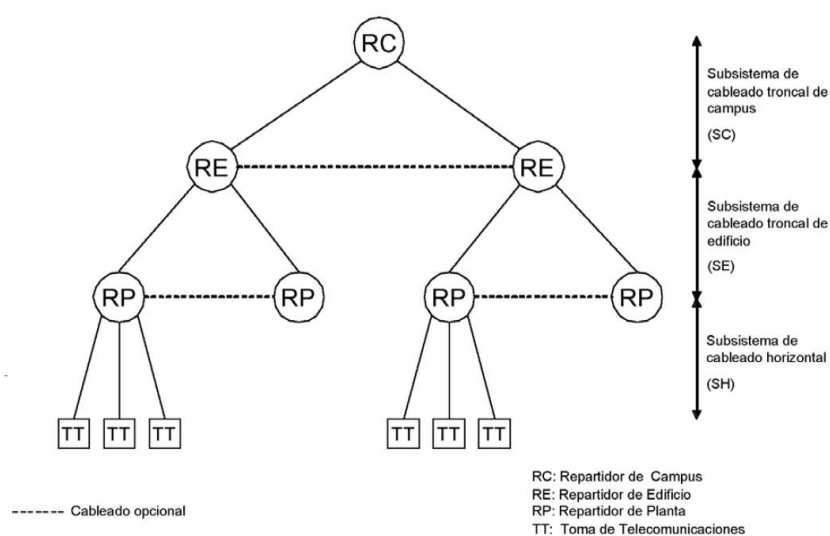 RC
Subsistema de
cableado troncal de
campus
(SC)
RE
RE
Subsistema de
cableado troncal de
edificio
(SE)
RP
RP
RP
RP
Subsistema de
cableado horizontal
(SH)
TT
TT
TT
TT
TT
TT
RC: Repartidor de Campus
RE: Repartidor de Edificio
RP: Repartidor de Planta
TT: Toma de Telecomunicaciones
Cableado opcional